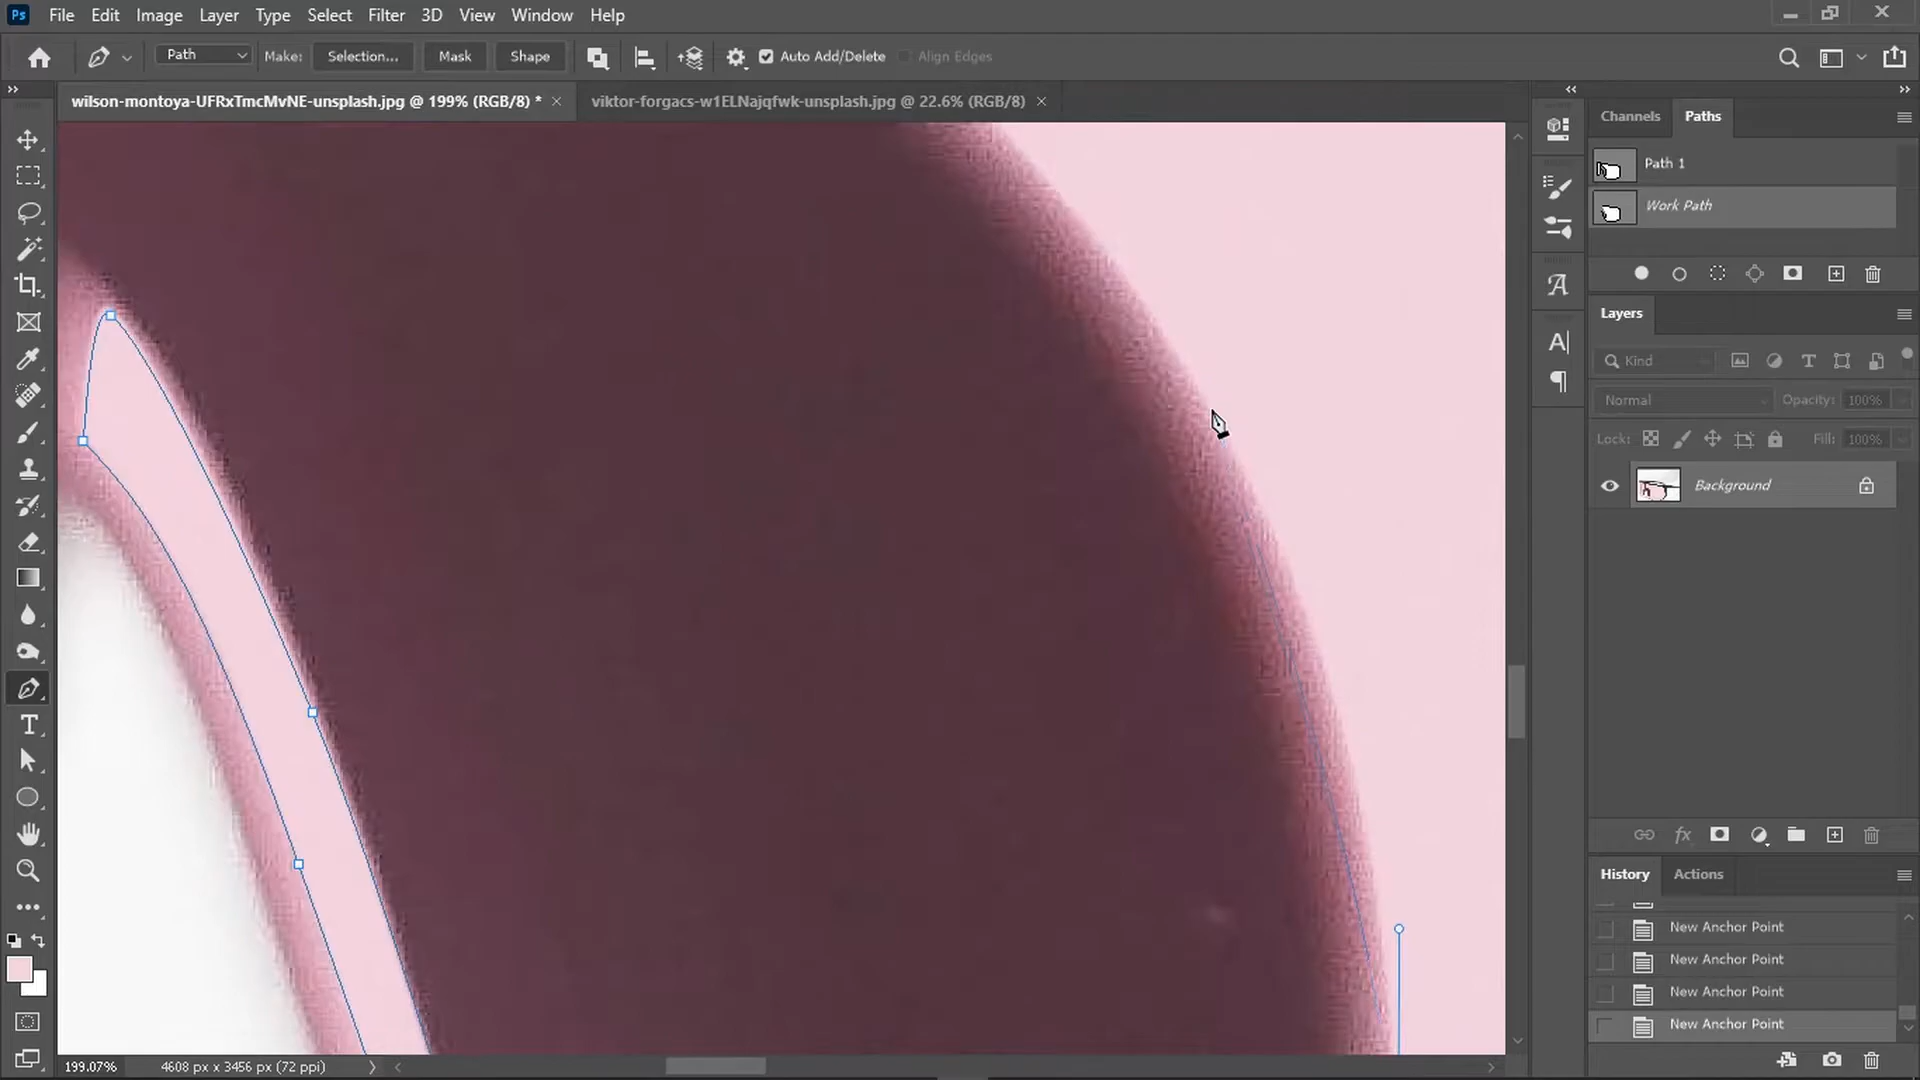 Ps File Edit Image Layer Type Select Filter 3D View Window Help
Path Make: Selection... Mask Shape Auto Add/Delete Align Edges
wilson-montoya-UFRxTmcMvNE-unsplash.jpg @ 199% (RGB/8) * viktor-forgacs-w1ELNajqfwk-unsplash.jpg @ 22.6% (RGB/8)
Channels Paths
Path 1
Work Path
Layers
Kind
Normal Opacity: 100%
Lock: Fill: 100%
Background
History Actions
New Anchor Point
New Anchor Point
New Anchor Point
New Anchor Point
199.07% 4608 px x 3456 px (72 ppi)